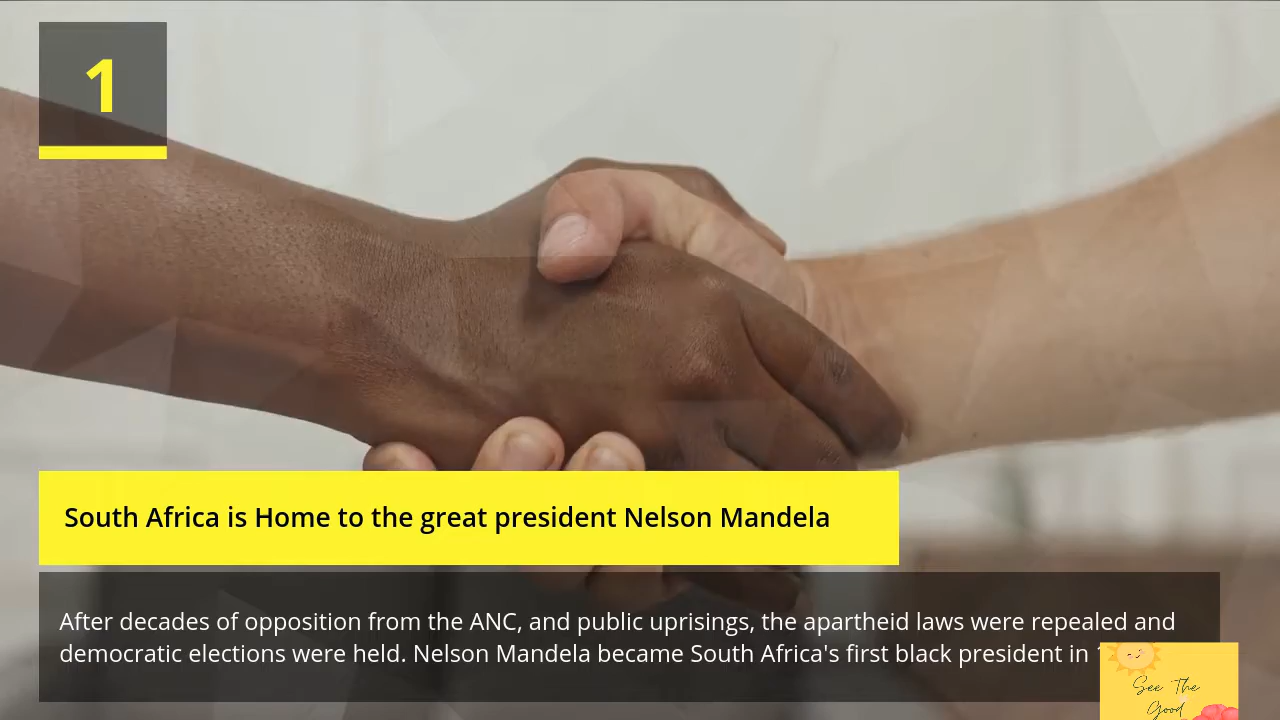 1
South Africa is Home to the great president Nelson Mandela
After decades of opposition from the ANC, and public uprisings, the apartheid laws were repealed and
democratic elections were held. Nelson Mandela became South Africa's first black president in
See The
Good